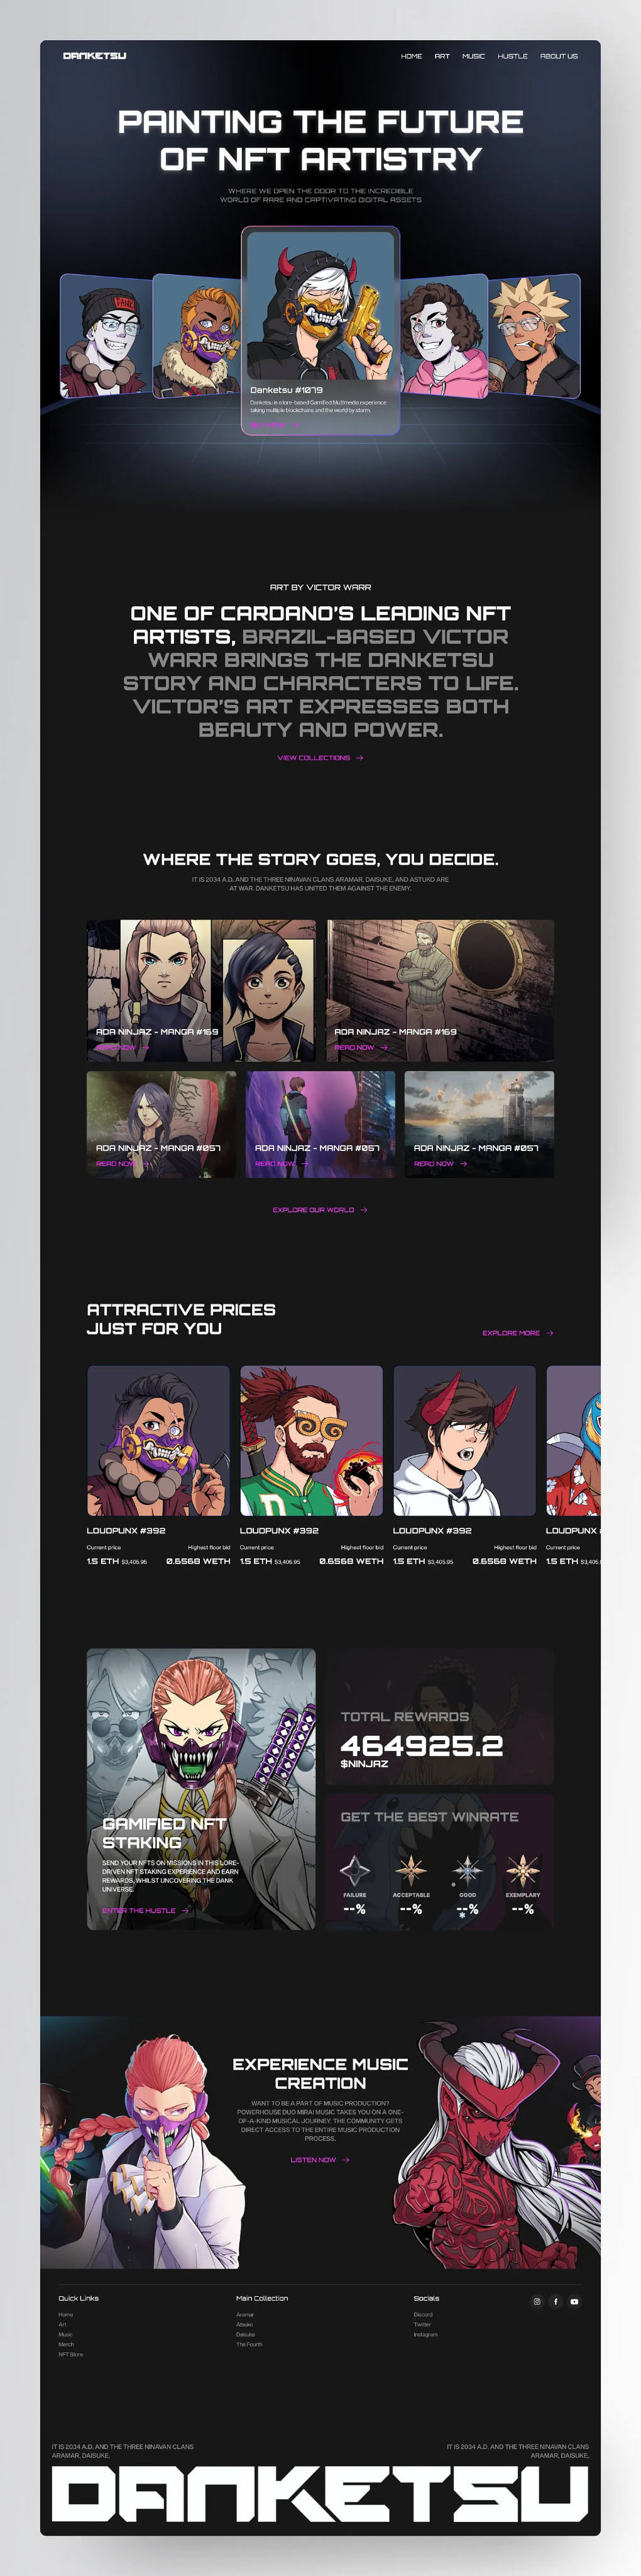 DANKETSU
HOME ART MUSIC HUSTLE ABOUT US
PAINTING THE FUTURE
OF NFT ARTISTRY
WHERE WE OPEN THE DOOR TO THE INCREDIBLE
WORLD OF RARE AND CAPTIVATING DIGITAL ASSETS
Danketsu #1079
Danketsu is a lore-based Gamified Multimedia experience
taking multiple blockchains and the world by storm.
ART BY VICTOR WARR
ONE OF CARDANO'S LEADING NFT
ARTISTS, BRAZIL-BASED VICTOR
WARR BRINGS THE DANKETSU
STORY AND CHARACTERS TO LIFE.
VICTOR'S ART EXPRESSES BOTH
BEAUTY AND POWER.
VIEW COLLECTIONS
WHERE THE STORY GOES, YOU DECIDE.
IT IS 2034 A.D. AND THE THREE NINAVAN CLANS ARAMAR, DAISUKE, AND ASTUKO ARE
AT WAR. DANKETSU HAS UNITED THEM AGAINST THE ENEMY.
ADA NINJAZ - MANGA #169
READ NOW
ADA NINJAZ - MANGA #169
READ NOW
ADA NINJAZ - MANGA #057
READ NOW
ADA NINJAZ - MANGA #057
READ NOW
ADA NINJAZ - MANGA #057
READ NOW
EXPLORE OUR WORLD
ATTRACTIVE PRICES
JUST FOR YOU
EXPLORE MORE
LOUDPUNX #392
Current price Highest floor bid
1.5 ETH $3,405.95 0.6568 WETH
LOUDPUNX #392
Current price Highest floor bid
1.5 ETH $3,405.95 0.6568 WETH
LOUDPUNX #392
Current price Highest floor bid
1.5 ETH $3,405.95 0.6568 WETH
LOUDPUNX
Current price
1.5 ETH
GAMIFIED NFT
STAKING
SEND YOUR NFTS ON MISSIONS IN THIS LORE-
DRIVEN NFT STAKING EXPERIENCE AND EARN
REWARDS, WHILST UNCOVERING THE DANK
UNIVERSE.
ENTER THE HUSTLE
TOTAL REWARDS
464925.2
$NINJAZ
GET THE BEST WINRATE
FAILURE ACCEPTABLE GOOD EXEMPLARY
--% --% --% --%
EXPERIENCE MUSIC
CREATION
WANT TO BE A PART OF MUSIC PRODUCTION?
POWERHOUSE DUO MIRAI MUSIC TAKES YOU ON A ONE-
OF-A-KIND MUSICAL JOURNEY. THE COMMUNITY GETS
DIRECT ACCESS TO THE ENTIRE MUSIC PRODUCTION
PROCESS.
LISTEN NOW
Quick Links
Home
Art
Music
Merch
NFT Store
Main Collection
Aramar
Atsuko
Daisuke
The Fourth
Socials
Discord
Twitter
Instagram
IT IS 2034 A.D. AND THE THREE NINAVAN CLANS
ARAMAR, DAISUKE,
IT IS 2034 A.D. AND THE THREE NINAVAN CLANS
ARAMAR, DAISUKE,
DANKETSU